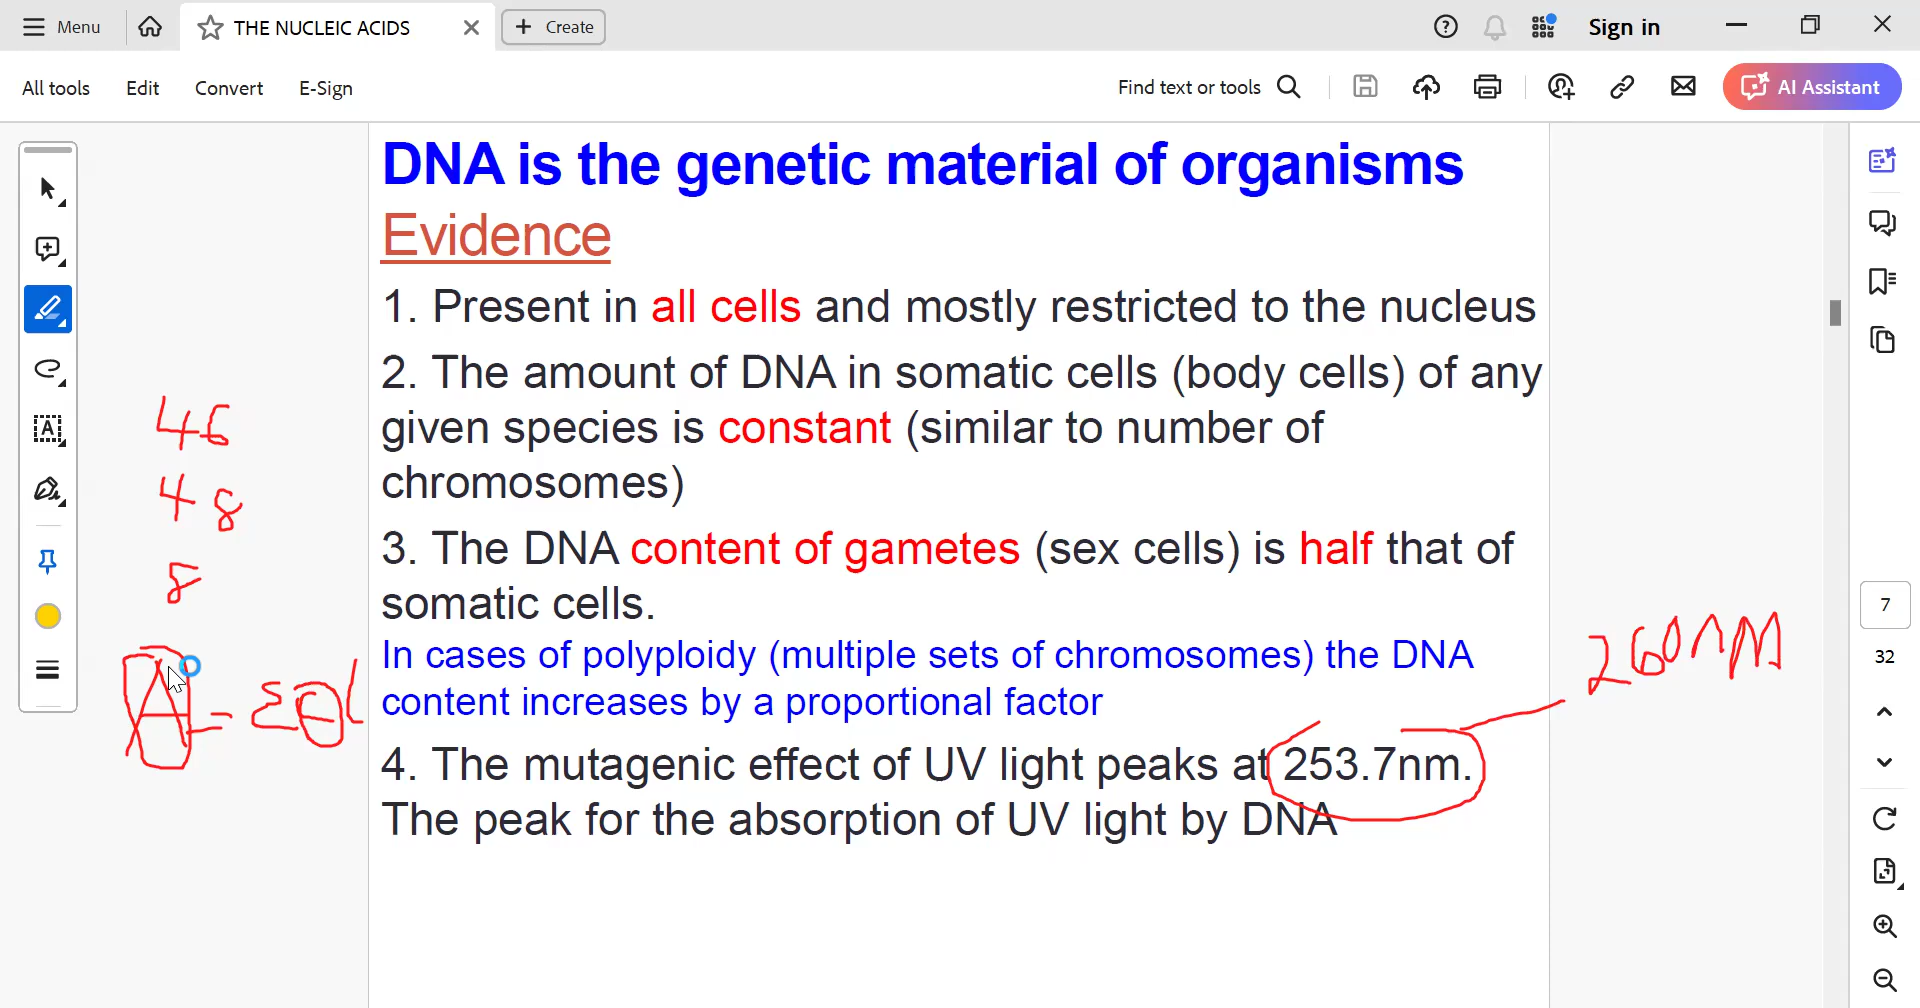 Menu
THE NUCLEIC ACIDS
Create
Sign in
All tools
Edit
Convert
E-Sign
Find text or tools
AI Assistant
DNA is the genetic material of organisms
Evidence
1. Present in all cells and mostly restricted to the nucleus
2. The amount of DNA in somatic cells (body cells) of any
given species is constant (similar to number of
chromosomes)
3. The DNA content of gametes (sex cells) is half that of
somatic cells.
In cases of polyploidy (multiple sets of chromosomes) the DNA
content increases by a proportional factor
4. The mutagenic effect of UV light peaks at 253.7nm.
The peak for the absorption of UV light by DNA
46
48
8
A = εcl
260nm
7
32